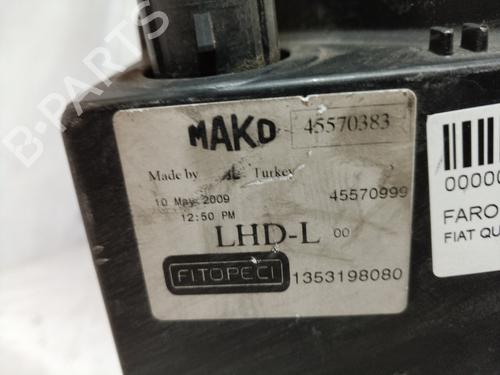 MAKO 45570383
Made by Turkey
10 May 2009
45570999
12:50 PM
LHD-L 00
FITOPECI 1353198080
00000
FARO
FIAT QU
B-PARTS